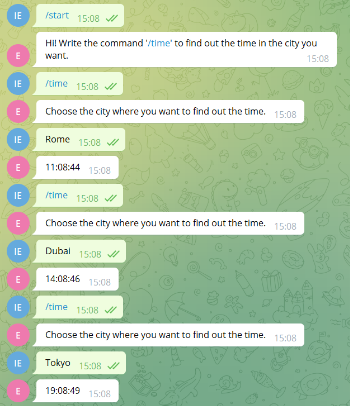 IE
/start 15:08
E
Hi! Write the command '/time' to find out the time in the city you
want. 15:08
IE
/time 15:08
E
Choose the city where you want to find out the time. 15:08
IE
Rome 15:08
E
11:08:44 15:08
IE
/time 15:08
E
Choose the city where you want to find out the time. 15:08
IE
Dubai 15:08
E
14:08:46 15:08
IE
/time 15:08
E
Choose the city where you want to find out the time. 15:08
IE
Tokyo 15:08
E
19:08:49 15:08